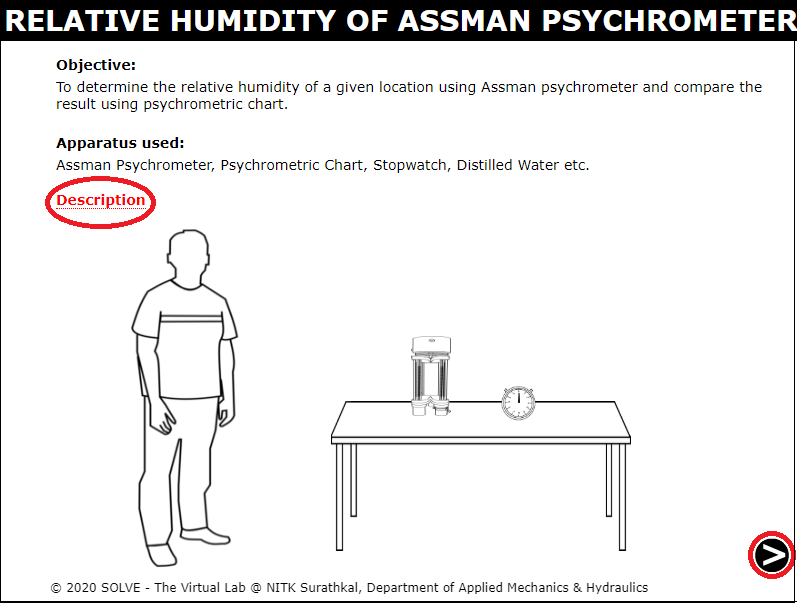 RELATIVE HUMIDITY OF ASSMAN PSYCHROMETER
Objective:
To determine the relative humidity of a given location using Assman psychrometer and compare the
result using psychrometric chart.
Apparatus used:
Assman Psychrometer, Psychrometric Chart, Stopwatch, Distilled Water etc.
Description
>
© 2020 SOLVE - The Virtual Lab @ NITK Surathkal, Department of Applied Mechanics & Hydraulics